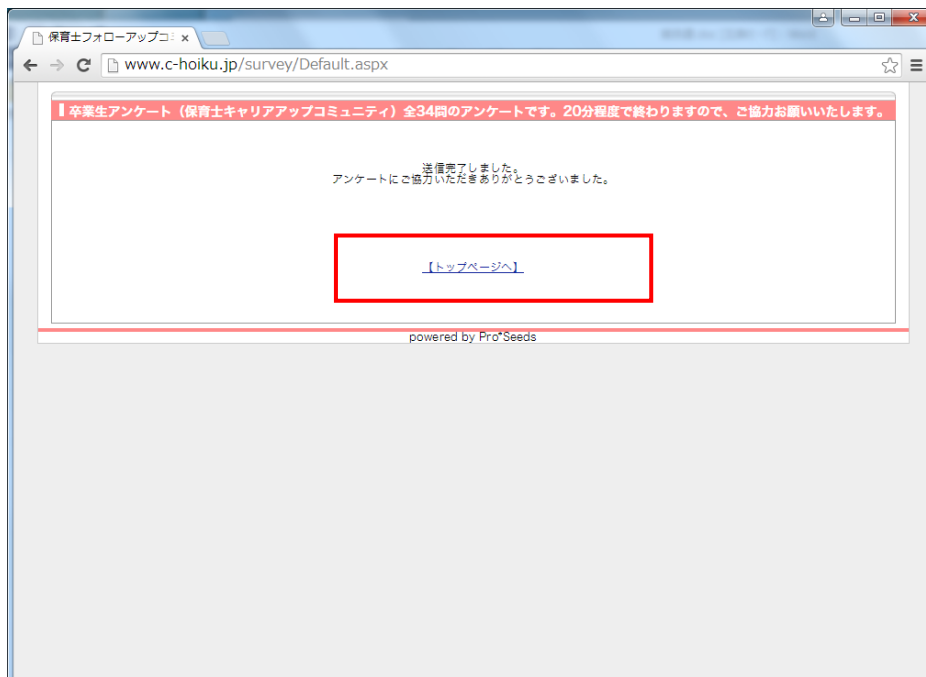 保育士フォローアップコ
www.c-hoiku.jp/survey/Default.aspx
卒業生アンケート（保育士キャリアアップコミュニティ）全34問のアンケートです。20分程度で終わりますので、ご協力お願いいたします。
送信完了しました。
アンケートにご協力いただきありがとうございました。
【トップページへ】
powered by Pro*Seeds